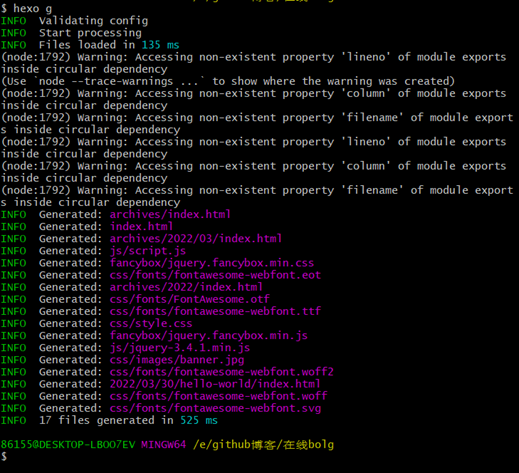 $ hexo g
INFO  Validating config
INFO  Start processing
INFO  Files loaded in 135 ms
(node:1792) Warning: Accessing non-existent property 'lineno' of module exports
inside circular dependency
(Use `node --trace-warnings ...` to show where the warning was created)
(node:1792) Warning: Accessing non-existent property 'column' of module exports
inside circular dependency
(node:1792) Warning: Accessing non-existent property 'filename' of module export
s inside circular dependency
(node:1792) Warning: Accessing non-existent property 'lineno' of module exports
inside circular dependency
(node:1792) Warning: Accessing non-existent property 'column' of module exports
inside circular dependency
(node:1792) Warning: Accessing non-existent property 'filename' of module export
s inside circular dependency
INFO  Generated: archives/index.html
INFO  Generated: index.html
INFO  Generated: archives/2022/03/index.html
INFO  Generated: js/script.js
INFO  Generated: fancybox/jquery.fancybox.min.css
INFO  Generated: css/fonts/fontawesome-webfont.eot
INFO  Generated: archives/2022/index.html
INFO  Generated: css/fonts/FontAwesome.otf
INFO  Generated: css/fonts/fontawesome-webfont.ttf
INFO  Generated: css/style.css
INFO  Generated: fancybox/jquery.fancybox.min.js
INFO  Generated: js/jquery-3.4.1.min.js
INFO  Generated: css/images/banner.jpg
INFO  Generated: css/fonts/fontawesome-webfont.woff2
INFO  Generated: 2022/03/30/hello-world/index.html
INFO  Generated: css/fonts/fontawesome-webfont.woff
INFO  Generated: css/fonts/fontawesome-webfont.svg
INFO  17 files generated in 525 ms
86155@DESKTOP-LBOO7EV MINGW64 /e/github博客/在线bolg
$